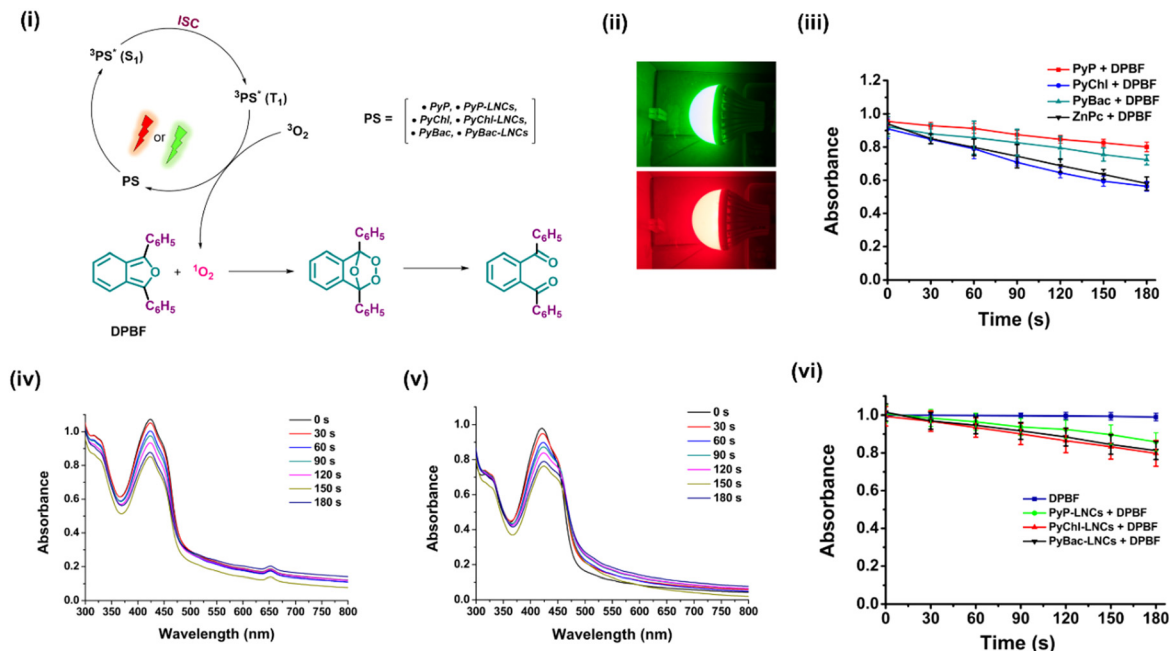 (i)
ISC
³PS* (S₁)
³PS* (T₁)
³O₂
or
PS
PS =
• PyP, • PyP-LNCs,
• PyChl, • PyChl-LNCs,
• PyBac, • PyBac-LNCs
C₆H₅
O
C₆H₅
DPBF
+
¹O₂
C₆H₅
O
O
O
C₆H₅
C₆H₅
O
O
C₆H₅
(ii)
(iii)
PyP + DPBF
PyChl + DPBF
PyBac + DPBF
ZnPc + DPBF
Absorbance
1.2
1.0
0.8
0.6
0.4
0.2
0.0
0 30 60 90 120 150 180
Time (s)
(iv)
0 s
30 s
60 s
90 s
120 s
150 s
180 s
Absorbance
1.0
0.8
0.6
0.4
0.2
0.0
300 350 400 450 500 550 600 650 700 750 800
Wavelength (nm)
(v)
0 s
30 s
60 s
90 s
120 s
150 s
180 s
Absorbance
1.0
0.8
0.6
0.4
0.2
0.0
300 350 400 450 500 550 600 650 700 750 800
Wavelength (nm)
(vi)
DPBF
PyP-LNCs + DPBF
PyChl-LNCs + DPBF
PyBac-LNCs + DPBF
Absorbance
1.2
1.0
0.8
0.6
0.4
0.2
0.0
0 30 60 90 120 150 180
Time (s)